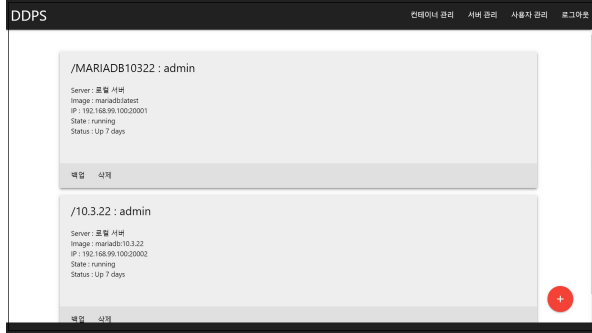 DDPS
컨테이너 관리 서버 관리 사용자 관리 로그아웃
/MARIADB10322 : admin
Server : 로컬 서버
Image : mariadb:latest
IP : 192.168.99.100:20001
State : running
Status : Up 7 days
백업 삭제
/10.3.22 : admin
Server : 로컬 서버
Image : mariadb:10.3.22
IP : 192.168.99.100:20002
State : running
Status : Up 7 days
백업 삭제
+